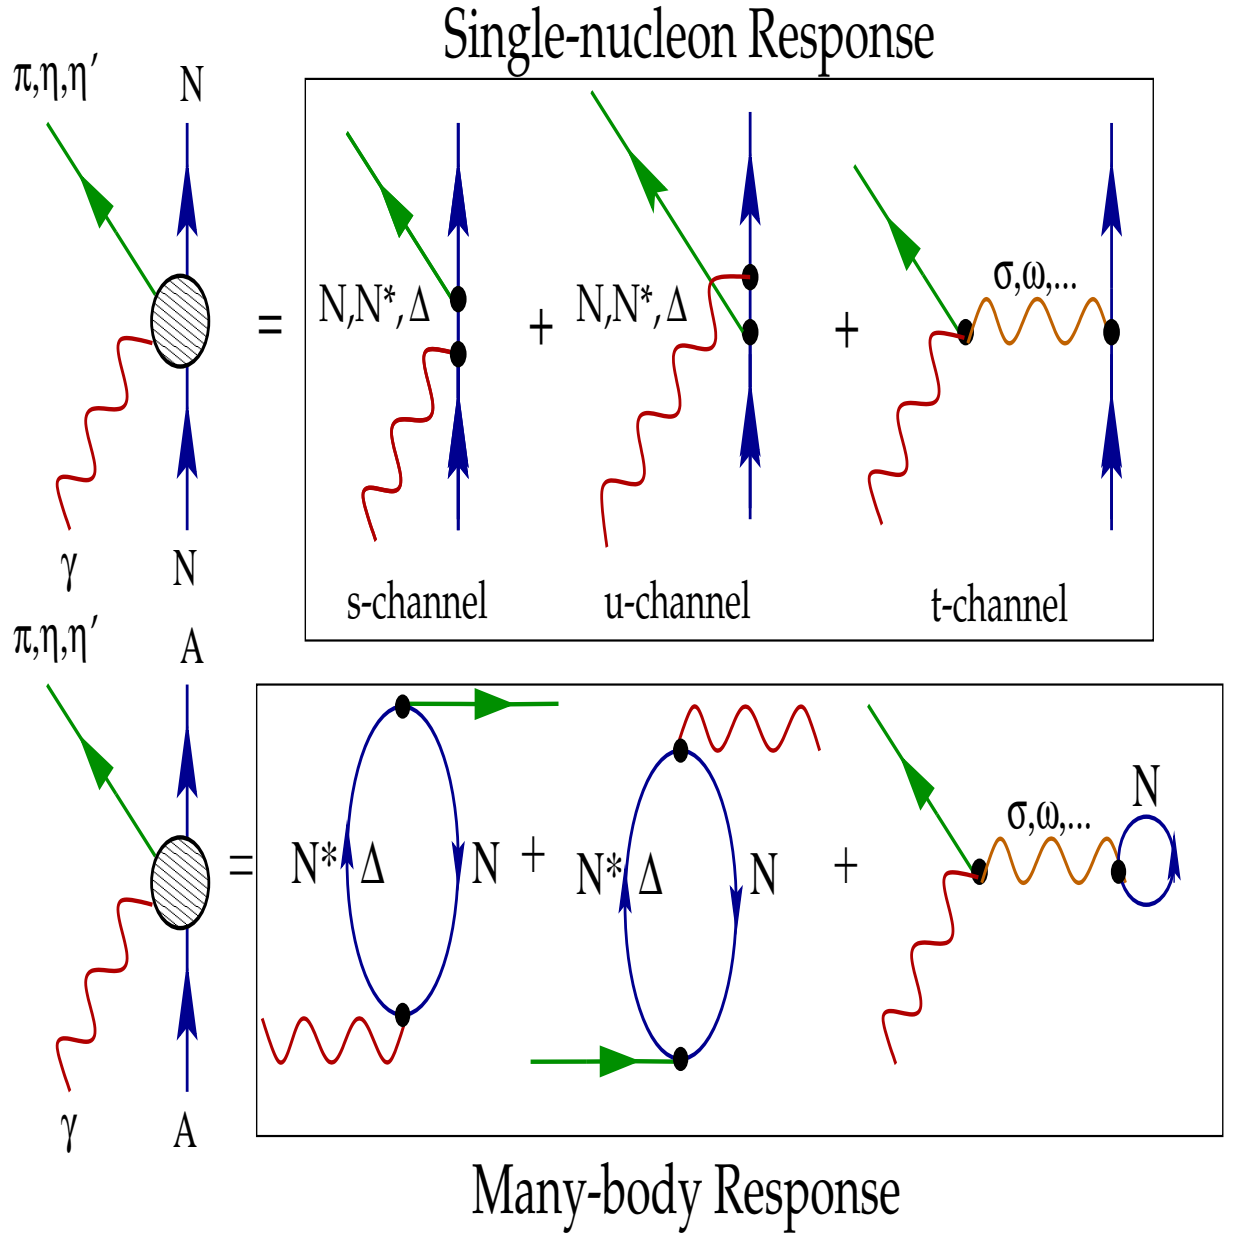 Single-nucleon Response
π,η,η′
N
N,N*,Δ
N,N*,Δ
σ,ω,...
=
+
+
γ
N
s-channel
u-channel
t-channel
π,η,η′
A
N
σ,ω,...
=
N* Δ
N
+
N* Δ
N
+
γ
A
Many-body Response